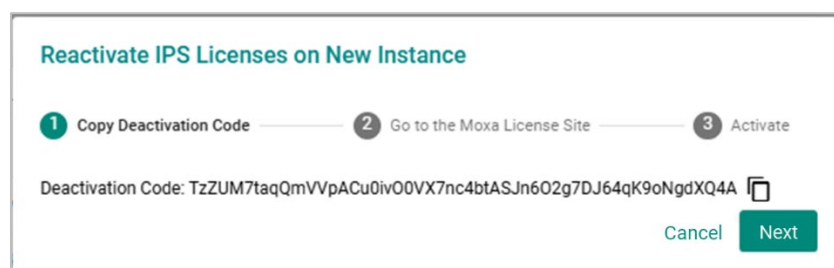 Reactivate IPS Licenses on New Instance
1 Copy Deactivation Code 2 Go to the Moxa License Site 3 Activate
Deactivation Code: TzZUM7taqQmVVpACu0ivO0VX7nc4btASJn6O2g7DJ64qK9oNgdXQ4A
Cancel Next